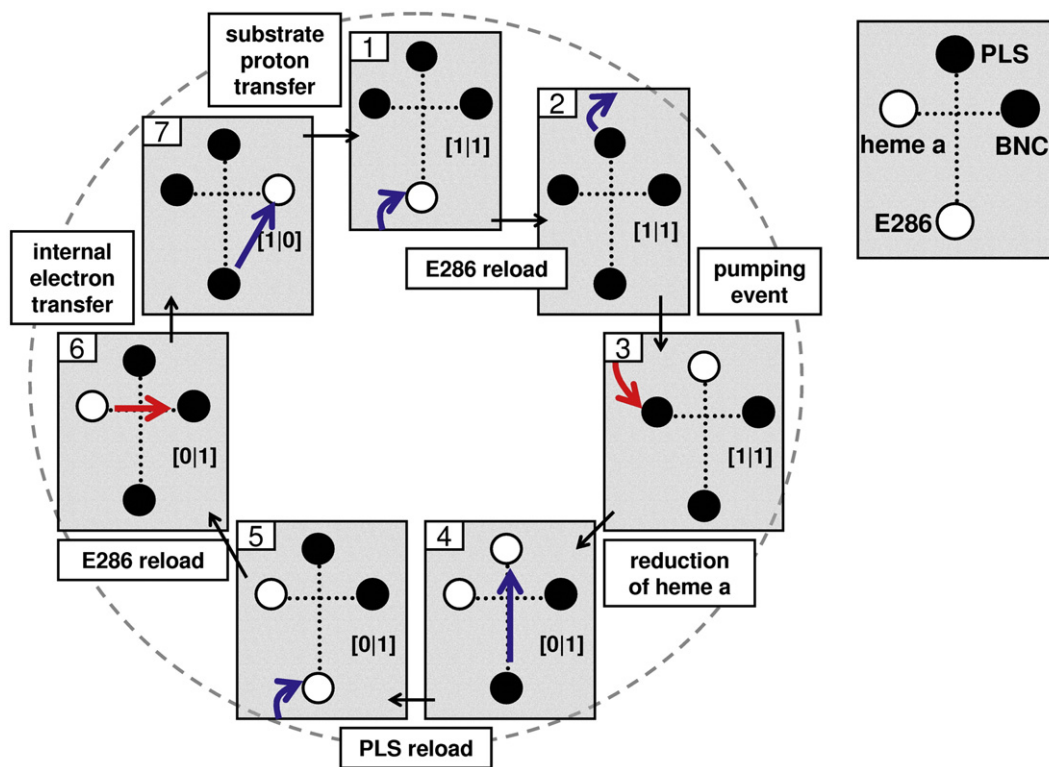 substrate
proton
transfer
1
[1|1]
E286 reload
2
[1|1]
pumping
event
3
[1|1]
reduction
of heme a
4
[0|1]
PLS reload
5
[0|1]
E286 reload
6
[0|1]
internal
electron
transfer
7
[1|0]
PLS
heme a
BNC
E286